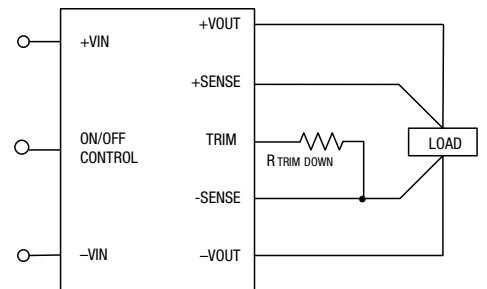 +VOUT
+VIN
+SENSE
ON/OFF
CONTROL
TRIM
R TRIM DOWN
LOAD
-SENSE
–VIN
–VOUT